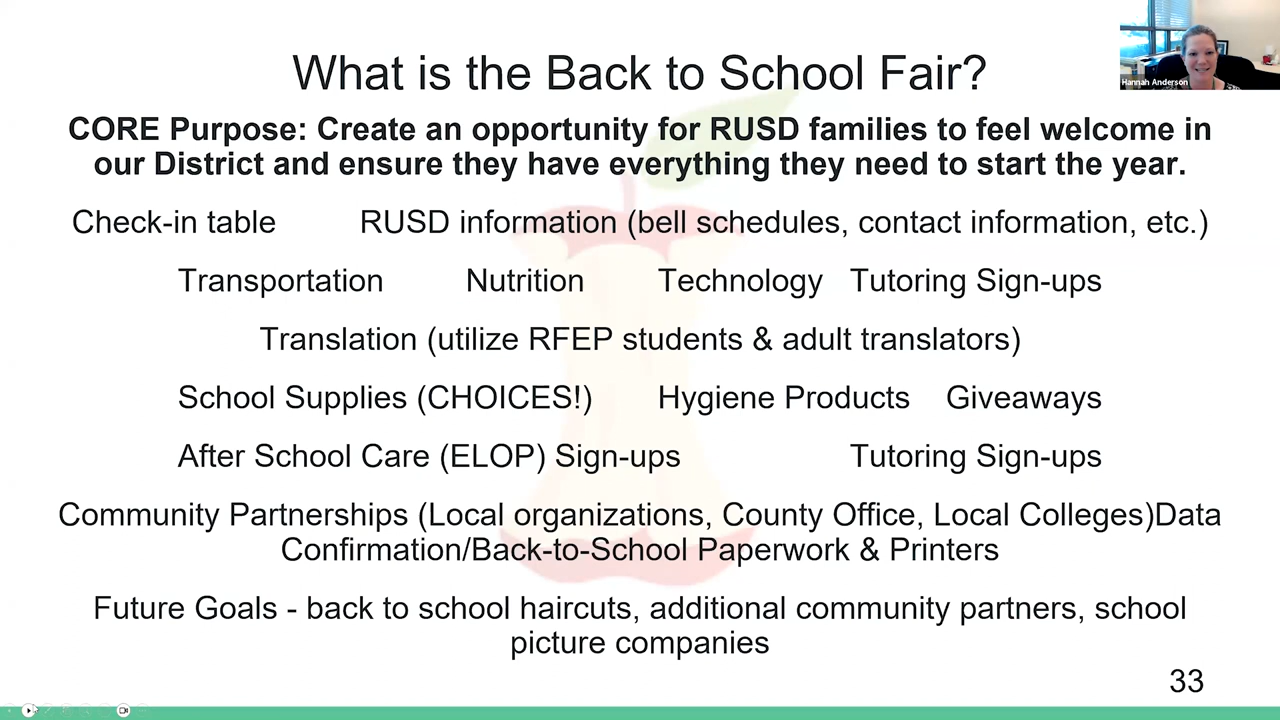 What is the Back to School Fair?
Hannah Anderson
CORE Purpose: Create an opportunity for RUSD families to feel welcome in
our District and ensure they have everything they need to start the year.
Check-in table RUSD information (bell schedules, contact information, etc.)
Transportation Nutrition Technology Tutoring Sign-ups
Translation (utilize RFEP students & adult translators)
School Supplies (CHOICES!) Hygiene Products Giveaways
After School Care (ELOP) Sign-ups Tutoring Sign-ups
Community Partnerships (Local organizations, County Office, Local Colleges)Data
Confirmation/Back-to-School Paperwork & Printers
Future Goals - back to school haircuts, additional community partners, school
picture companies
33